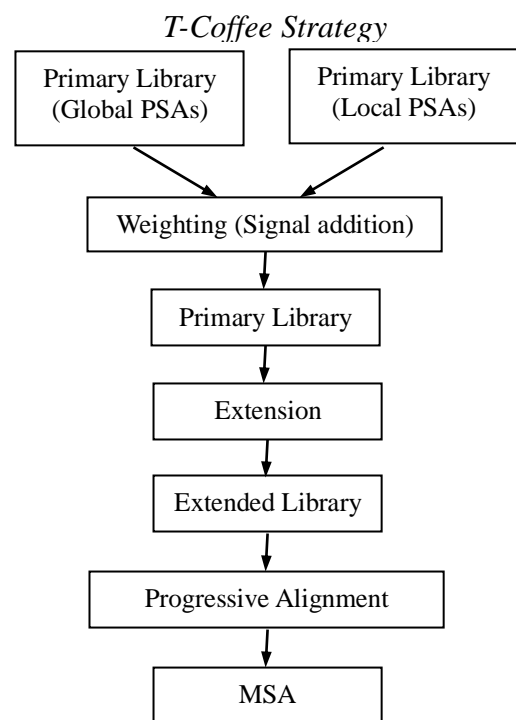 T-Coffee Strategy
Primary Library
(Global PSAs)
Primary Library
(Local PSAs)
Weighting (Signal addition)
Primary Library
Extension
Extended Library
Progressive Alignment
MSA